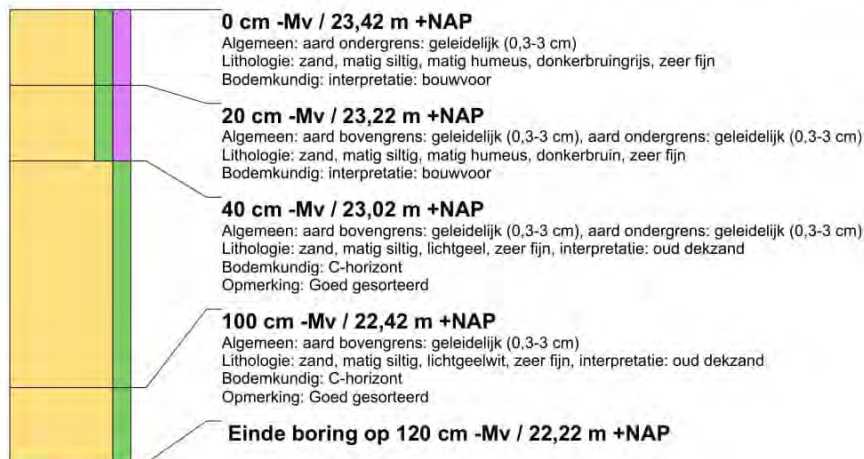 0 cm -Mv / 23,42 m +NAP
Algemeen: aard ondergrens: geleidelijk (0,3-3 cm)
Lithologie: zand, matig siltig, matig humeus, donkerbruingrijs, zeer fijn
Bodemkundig: interpretatie: bouwvoor
20 cm -Mv / 23,22 m +NAP
Algemeen: aard bovengrens: geleidelijk (0,3-3 cm), aard ondergrens: geleidelijk (0,3-3 cm)
Lithologie: zand, matig siltig, matig humeus, donkerbruin, zeer fijn
Bodemkundig: interpretatie: bouwvoor
40 cm -Mv / 23,02 m +NAP
Algemeen: aard bovengrens: geleidelijk (0,3-3 cm), aard ondergrens: geleidelijk (0,3-3 cm)
Lithologie: zand, matig siltig, lichtgeel, zeer fijn, interpretatie: oud dekzand
Bodemkundig: C-horizont
Opmerking: Goed gesorteerd
100 cm -Mv / 22,42 m +NAP
Algemeen: aard bovengrens: geleidelijk (0,3-3 cm)
Lithologie: zand, matig siltig, lichtgeelwit, zeer fijn, interpretatie: oud dekzand
Bodemkundig: C-horizont
Opmerking: Goed gesorteerd
Einde boring op 120 cm -Mv / 22,22 m +NAP